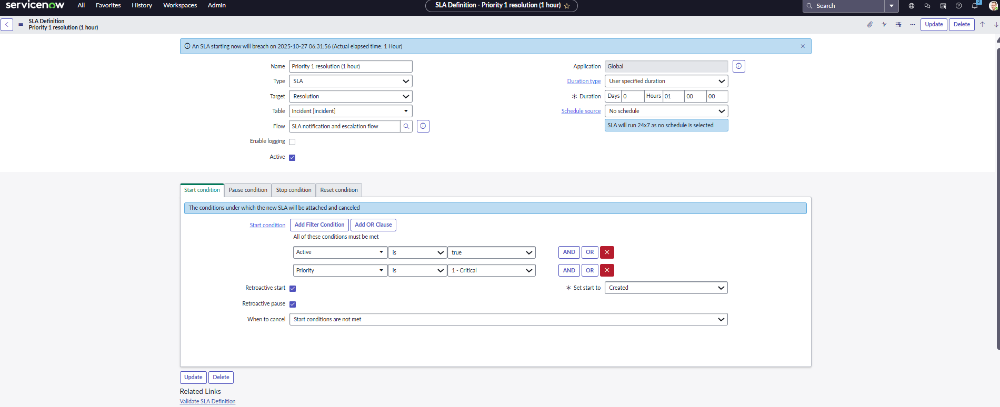 servicenow All Favorites History Workspaces Admin SLA Definition - Priority 1 resolution (1 hour) Search 3
SLA Definition
Priority 1 resolution (1 hour)
Update Delete
An SLA starting now will breach on 2025-10-27 06:31:56 (Actual elapsed time: 1 Hour)
Name Priority 1 resolution (1 hour) Application Global
Type SLA Duration type User specified duration
Target Resolution Duration Days 0 Hours 01 00 00
Table Incident [incident] Schedule source No schedule
Flow SLA notification and escalation flow SLA will run 24x7 as no schedule is selected
Enable logging
Active
Start condition Pause condition Stop condition Reset condition
The conditions under which the new SLA will be attached and canceled
Start condition Add Filter Condition Add OR Clause
All of these conditions must be met
Active is true AND OR
Priority is 1 - Critical AND OR
Retroactive start Set start to Created
Retroactive pause
When to cancel Start conditions are not met
Update Delete
Related Links
Validate SLA Definition